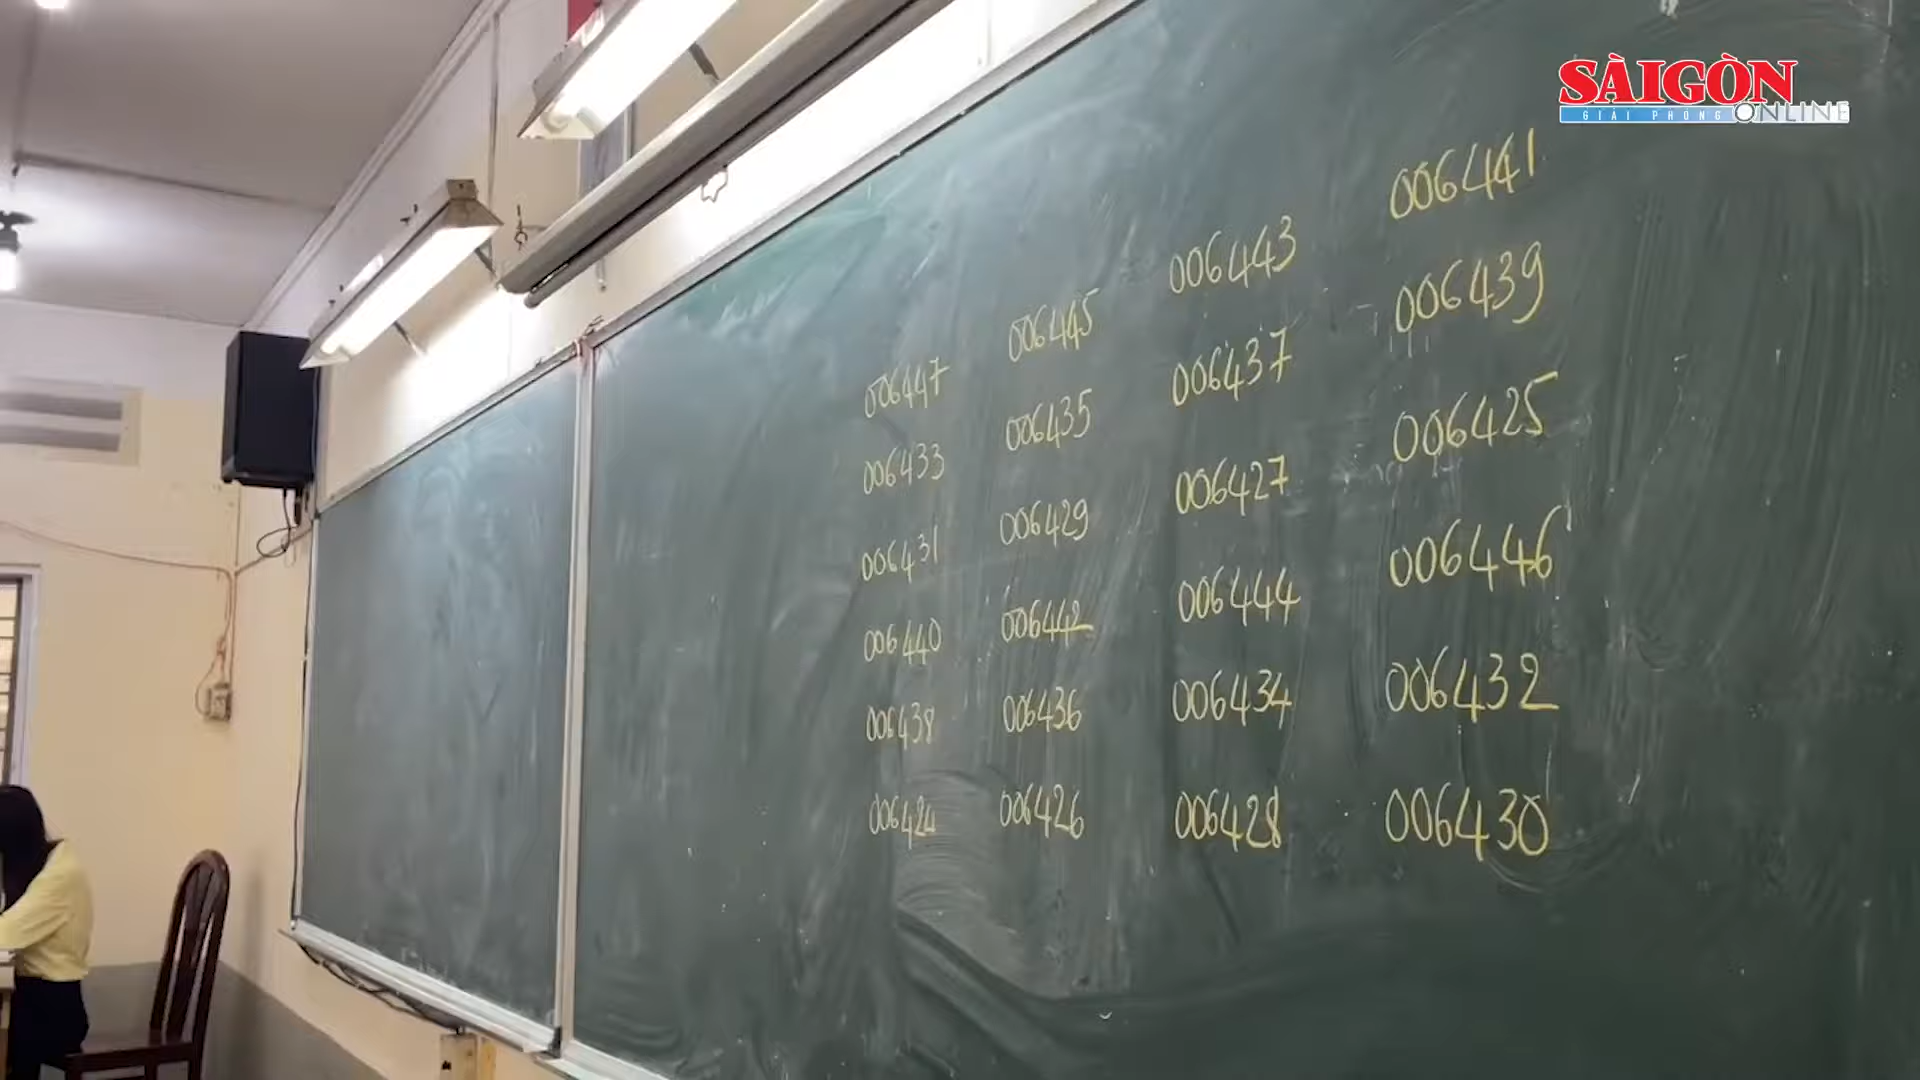 SÀIGÒN
GIẢI PHÓNG ONLINE
006447 006445 006443 006441
006433 006435 006437 006439
006431 006429 006427 006425
006440 006442 006444 006446
006438 006436 006434 006432
006424 006426 006428 006430